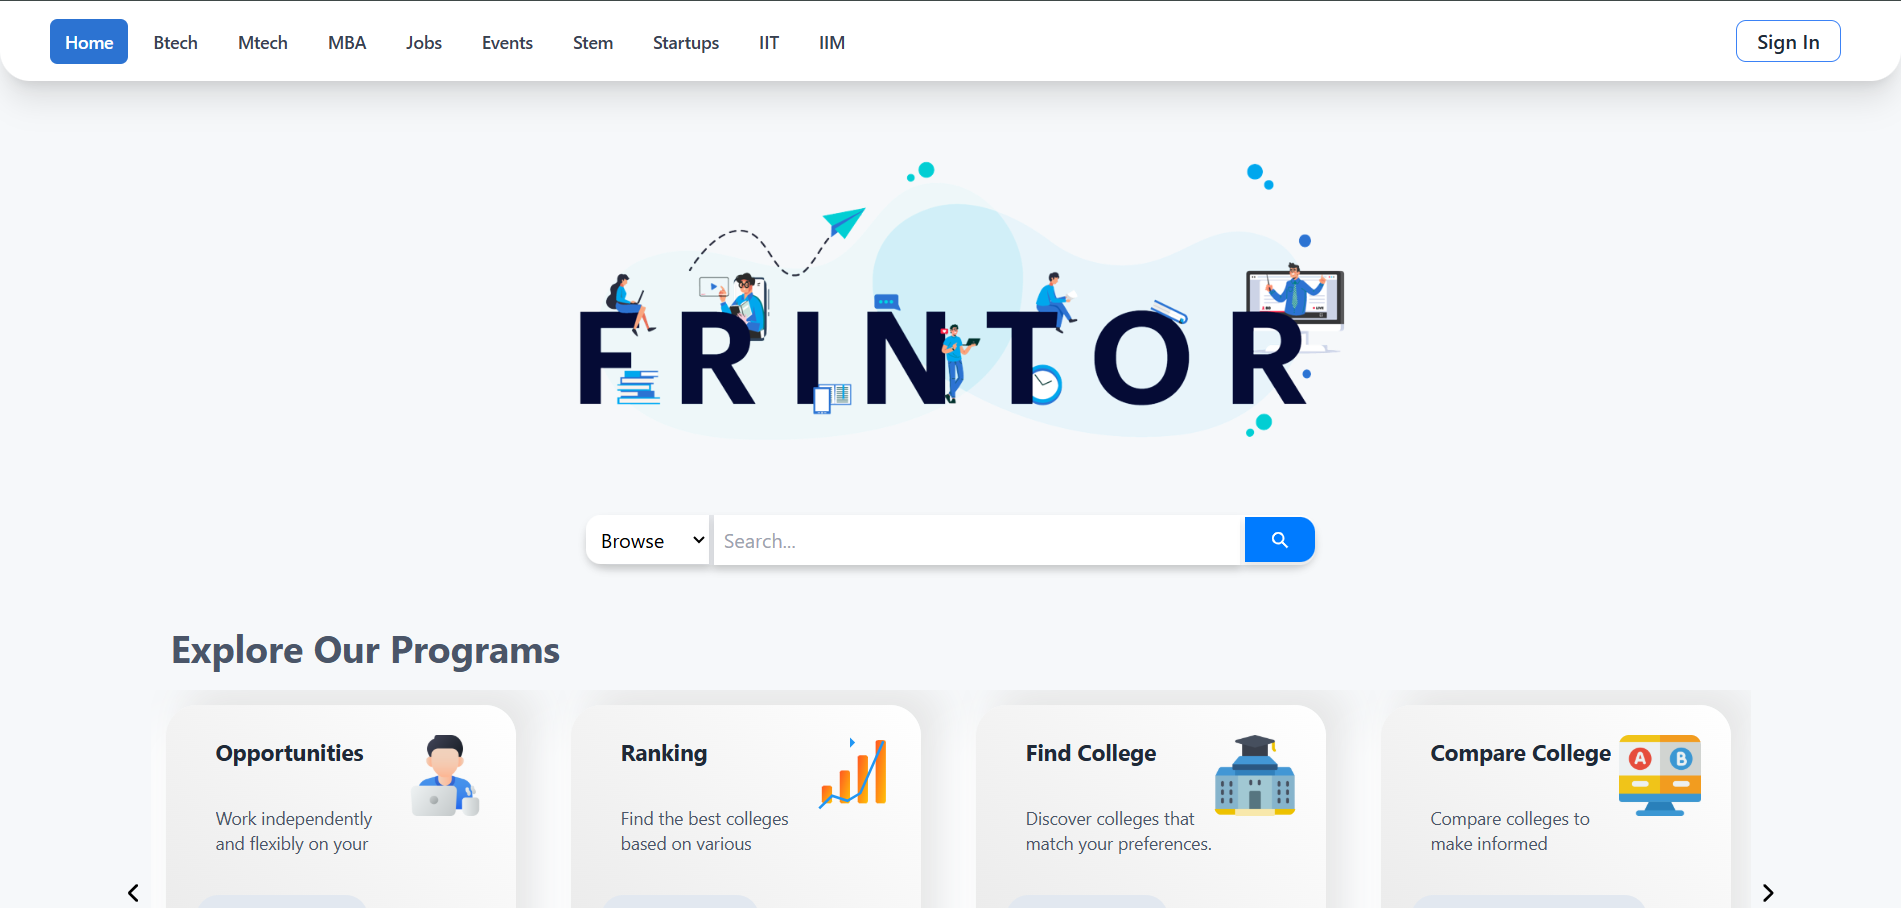 Home Btech Mtech MBA Jobs Events Stem Startups IIT IIM Sign In
FRINTOR
Browse Search...
Explore Our Programs
Opportunities
Work independently
and flexibly on your
Ranking
Find the best colleges
based on various
Find College
Discover colleges that
match your preferences.
Compare College
A B
Compare colleges to
make informed